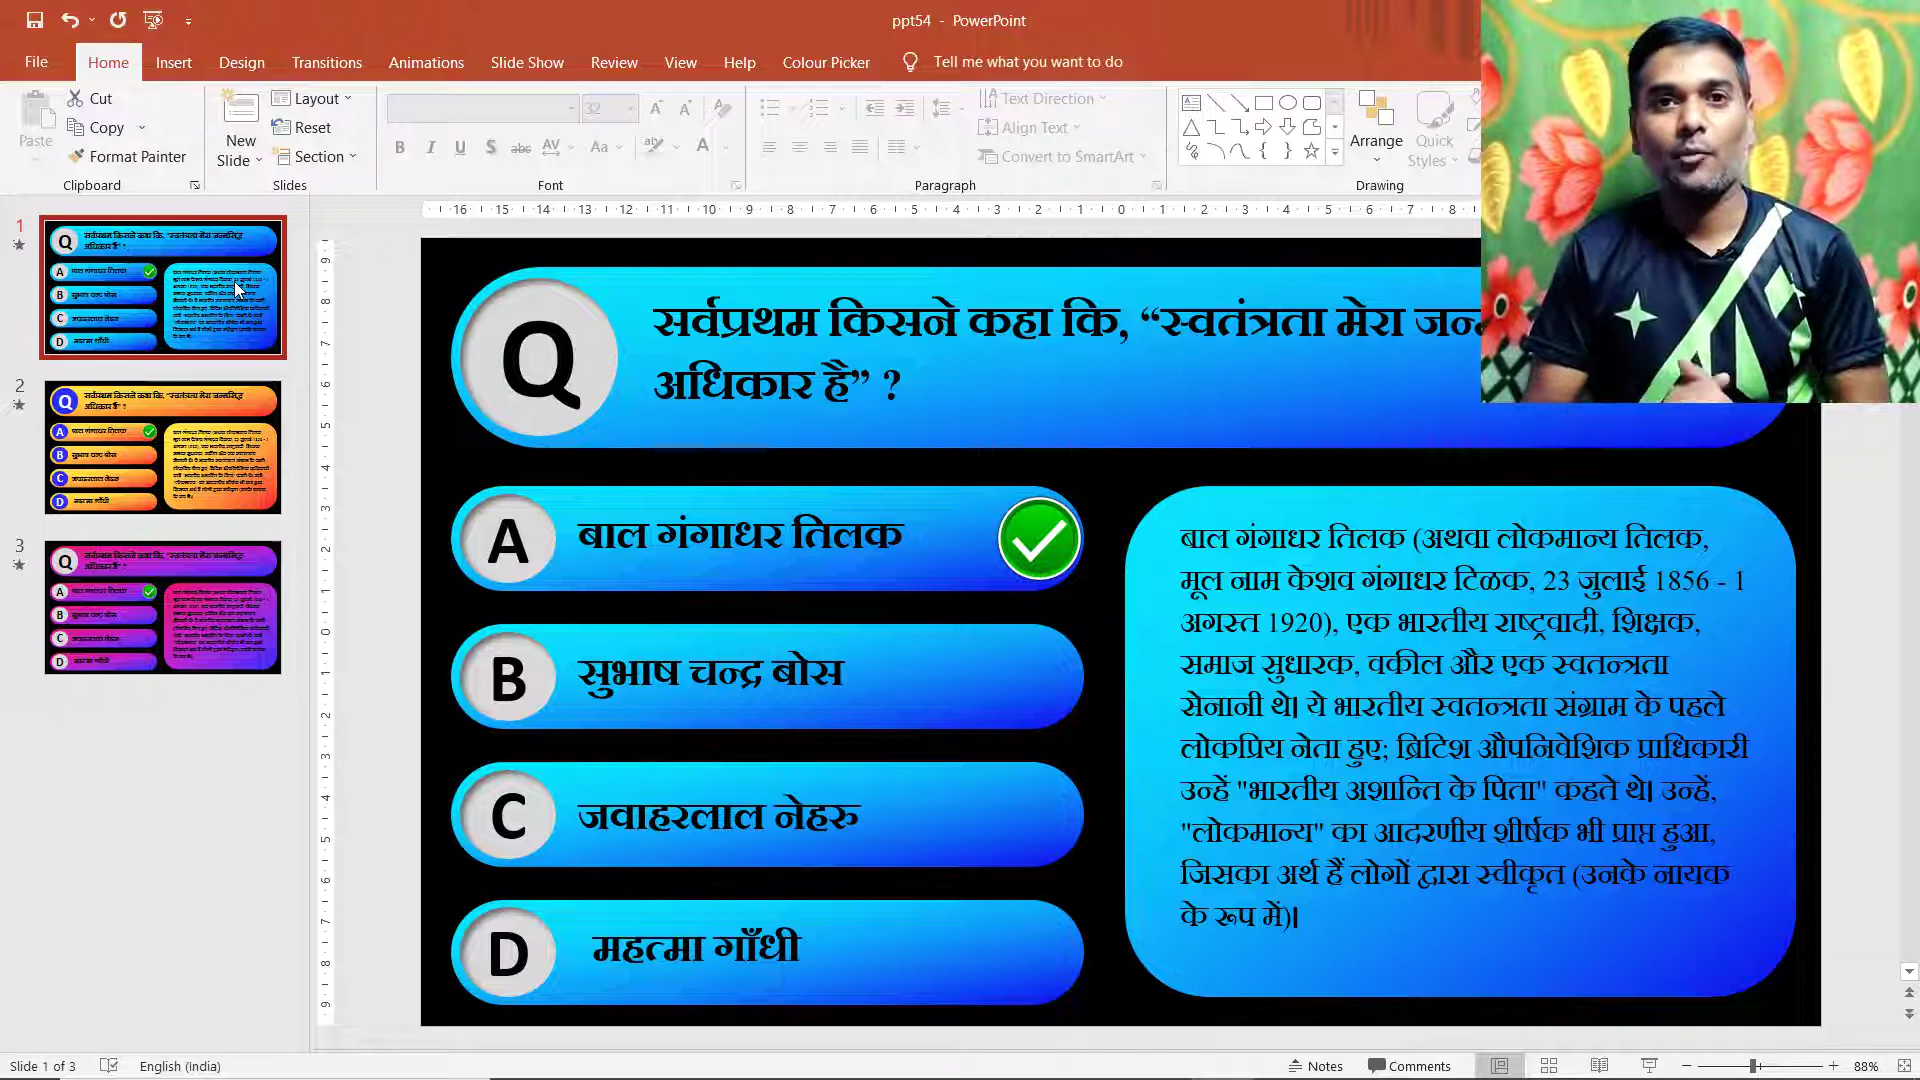 ppt54 - PowerPoint
File Home Insert Design Transitions Animations Slide Show Review View Help Colour Picker Tell me what you want to do
Paste
Cut
Copy
Format Painter
Clipboard
New Slide
Layout
Reset
Section
Slides
32
Font
Text Direction
Align Text
Convert to SmartArt
Paragraph
Arrange
Quick Styles
Drawing
1
2
3
Q
सर्वप्रथम किसने कहा कि, “स्वतंत्रता मेरा
अधिकार है” ?
A बाल गंगाधर तिलक
B सुभाष चन्द्र बोस
C जवाहरलाल नेहरु
D महत्मा गाँधी
बाल गंगाधर तिलक (अथवा लोकमान्य तिलक,
मूल नाम केशव गंगाधर टिळक, 23 जुलाई 1856 - 1
अगस्त 1920), एक भारतीय राष्ट्रवादी, शिक्षक,
समाज सुधारक, वकील और एक स्वतन्त्रता
सेनानी थे। ये भारतीय स्वतन्त्रता संग्राम के पहले
लोकप्रिय नेता हुए; ब्रिटिश औपनिवेशिक प्राधिकारी
उन्हें "भारतीय अशान्ति के पिता" कहते थे। उन्हें,
"लोकमान्य" का आदरणीय शीर्षक भी प्राप्त हुआ,
जिसका अर्थ हैं लोगों द्वारा स्वीकृत (उनके नायक
के रूप में)।
Slide 1 of 3 English (India) Notes Comments 88%